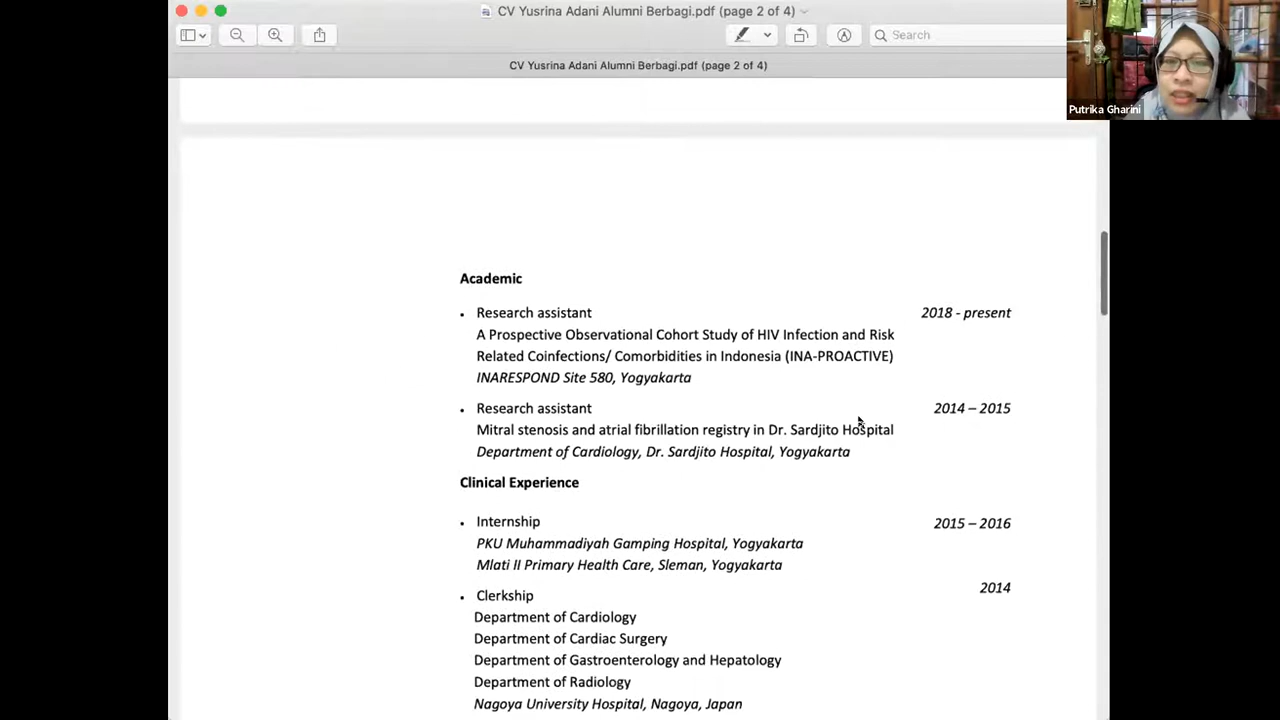 CV Yusrina Adani Alumni Berbagi.pdf (page 2 of 4)
Search
CV Yusrina Adani Alumni Berbagi.pdf (page 2 of 4)
Putrika Gharini
Academic
• Research assistant 2018 - present
A Prospective Observational Cohort Study of HIV Infection and Risk
Related Coinfections/ Comorbidities in Indonesia (INA-PROACTIVE)
INARESPOND Site 580, Yogyakarta
• Research assistant 2014 – 2015
Mitral stenosis and atrial fibrillation registry in Dr. Sardjito Hospital
Department of Cardiology, Dr. Sardjito Hospital, Yogyakarta
Clinical Experience
• Internship 2015 – 2016
PKU Muhammadiyah Gamping Hospital, Yogyakarta
Mlati II Primary Health Care, Sleman, Yogyakarta
• Clerkship 2014
Department of Cardiology
Department of Cardiac Surgery
Department of Gastroenterology and Hepatology
Department of Radiology
Nagoya University Hospital, Nagoya, Japan